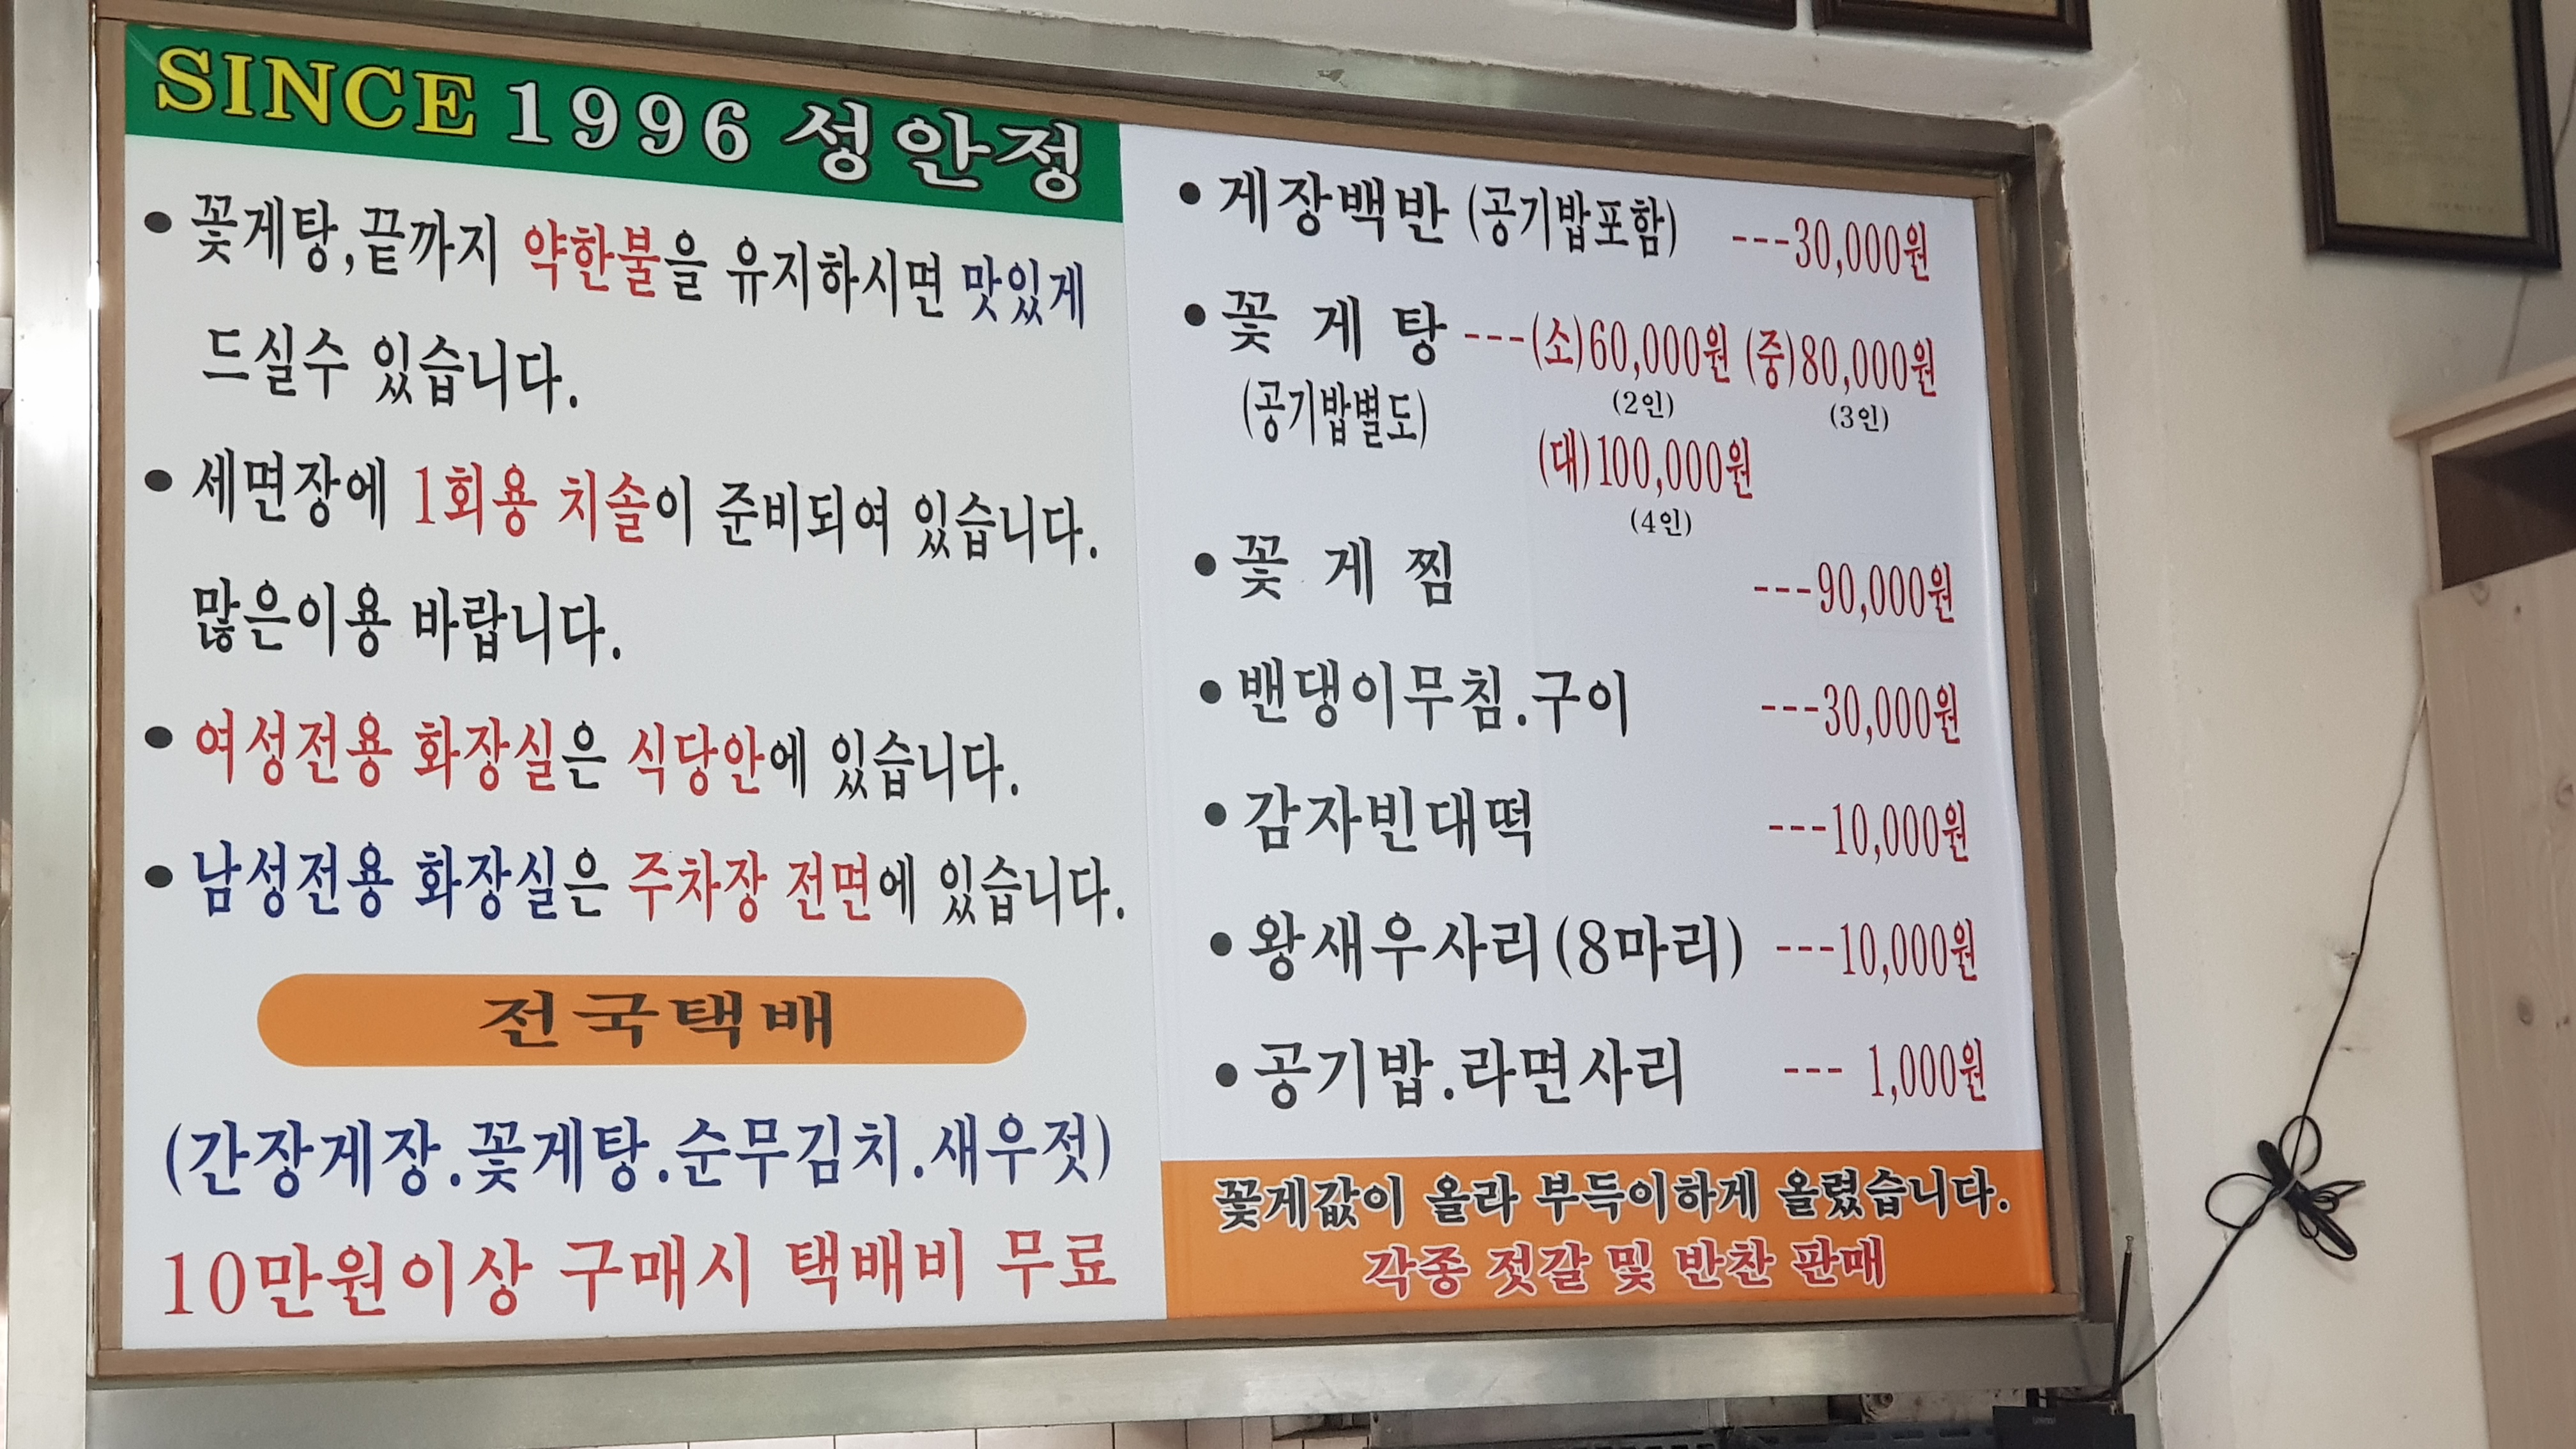 SINCE 1996 성안정
• 꽃게탕,끝까지 약한불을 유지하시면 맛있게
드실수 있습니다.
• 세면장에 1회용 치솔이 준비되여 있습니다.
많은이용 바랍니다.
• 여성전용 화장실은 식당안에 있습니다.
• 남성전용 화장실은 주차장 전면에 있습니다.
전국택배
(간장게장.꽃게탕.순무김치.새우젓)
10만원이상 구매시 택배비 무료
• 게장백반 (공기밥포함) ---30,000원
• 꽃 게 탕 ---(소)60,000원 (중)80,000원
(공기밥별도) (2인) (3인)
(대)100,000원
(4인)
• 꽃 게 찜 ---90,000원
• 밴댕이무침.구이 ---30,000원
• 감자빈대떡 ---10,000원
• 왕새우사리(8마리) ---10,000원
• 공기밥.라면사리 --- 1,000원
꽃게값이 올라 부득이하게 올렸습니다.
각종 젓갈 및 반찬 판매